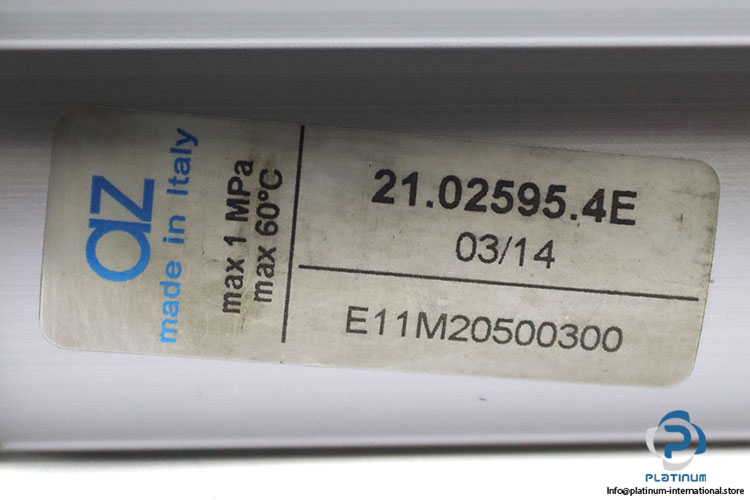 az
made in Italy
max 1 MPa
max 60°C
21.02595.4E
03/14
E11M20500300
PLATINUM
Info@platinum-international.store